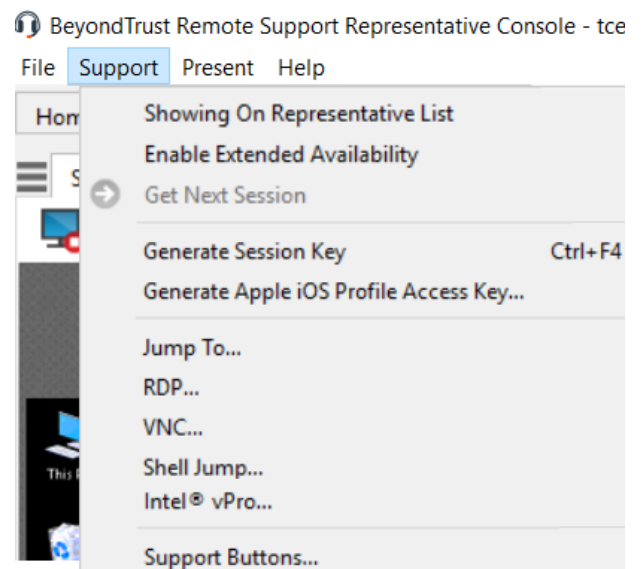 BeyondTrust Remote Support Representative Console - tce
File Support Present Help
Hom
S
Showing On Representative List
Enable Extended Availability
Get Next Session
Generate Session Key Ctrl+F4
Generate Apple iOS Profile Access Key...
Jump To...
RDP...
VNC...
Shell Jump...
Intel® vPro...
This
Support Buttons...